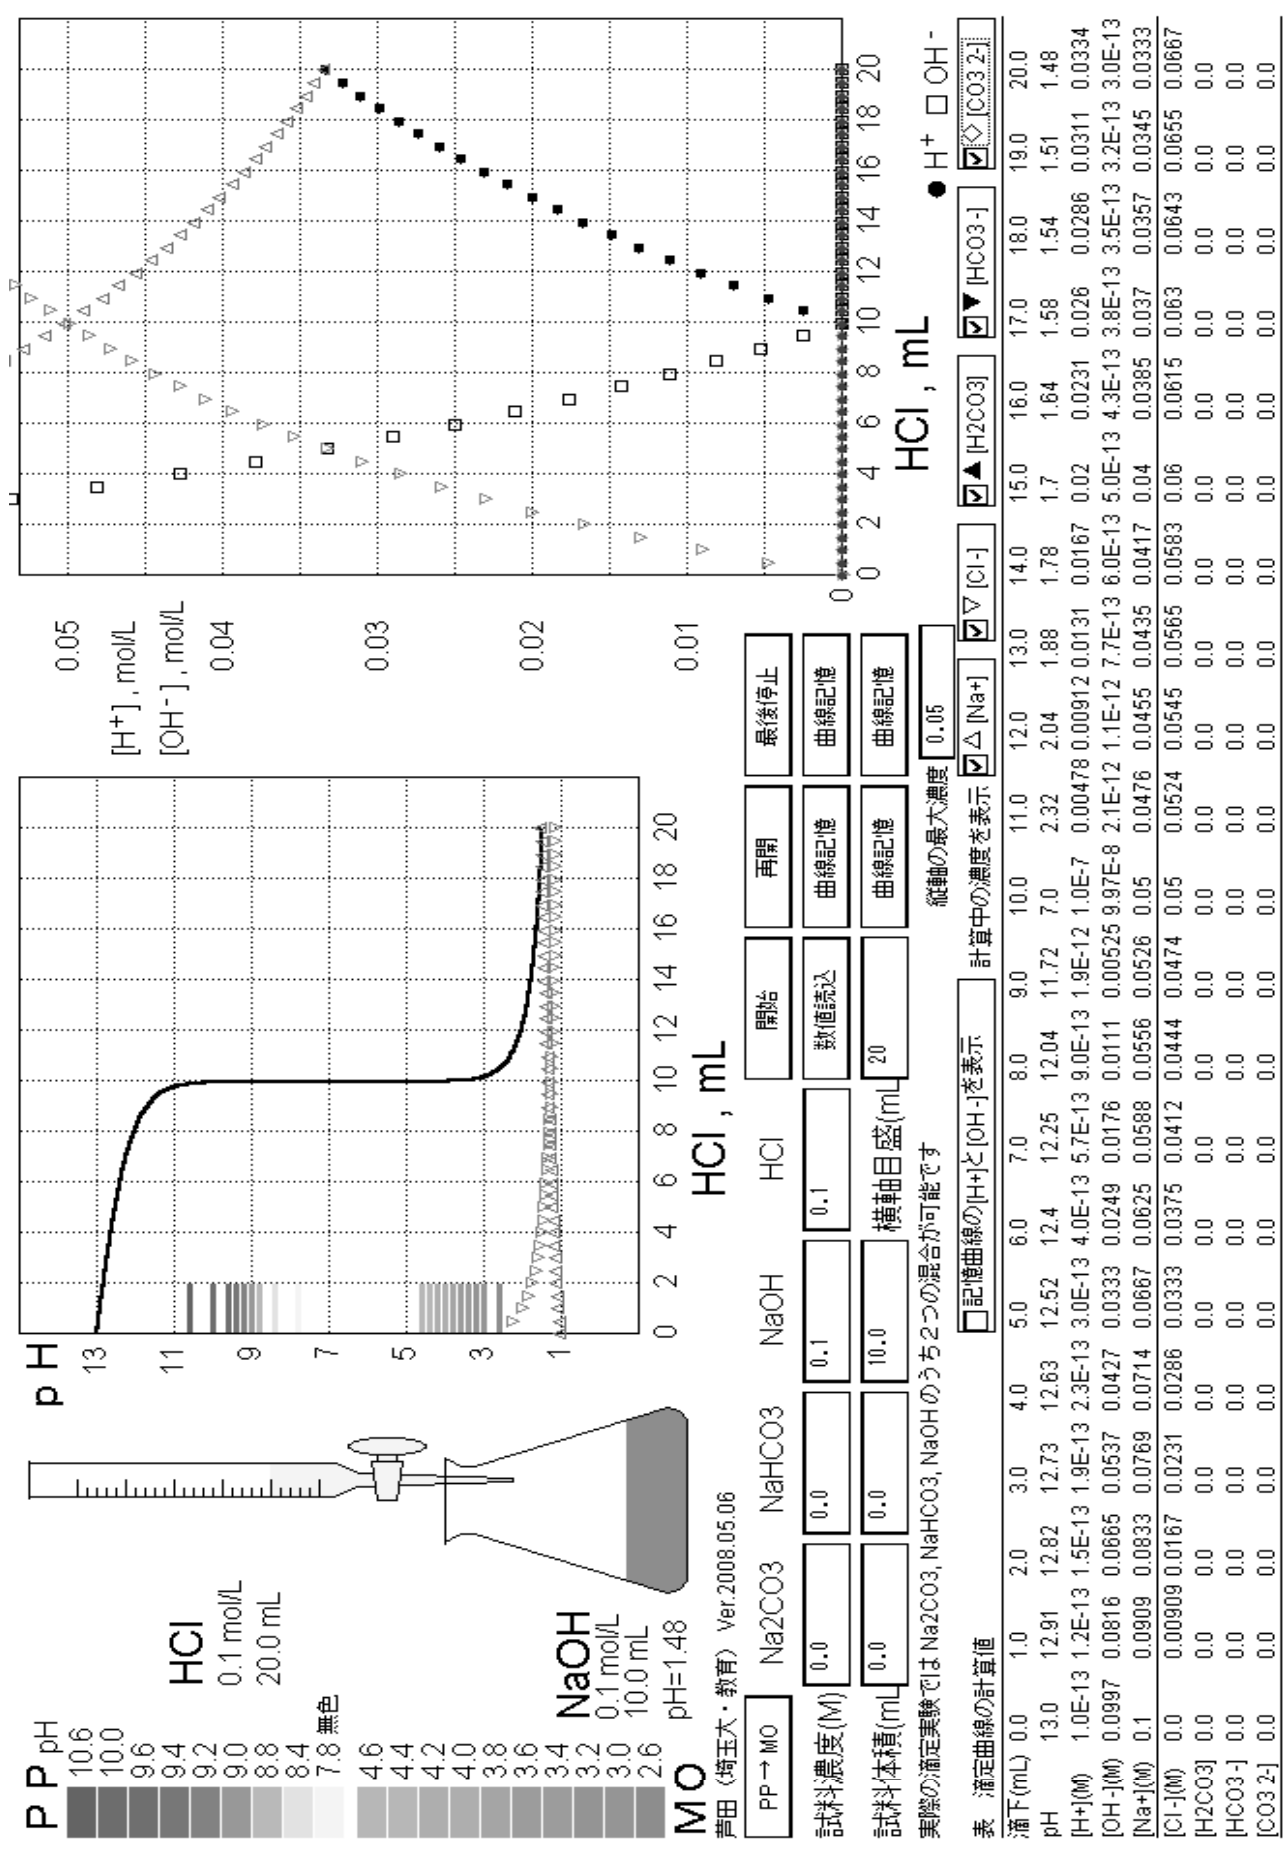 P P pH
10.6
10.0
9.6
9.4
9.2
9.0
8.8
8.4
7.8 無色
4.6
4.4
4.2
4.0
3.8
3.6
3.4
3.2
3.0
2.6
M O
HCl
0.1 mol/L
20.0 mL
NaOH
0.1 mol/L
10.0 mL
pH=1.48
p H
13
11
9
7
5
3
1
0 2 4 6 8 10 12 14 16 18 20
HCl , mL
0.05
[H+] , mol/L
[OH-] , mol/L
0.04
0.03
0.02
0.01
0
0 2 4 6 8 10 12 14 16 18 20
HCl , mL
● H+ □ OH-
芦田（埼玉大・教育） Ver.2008.05.06
PP→MO Na2CO3 NaHCO3 NaOH HCl 開始 再開 最後停止
試料濃度(M) 0.0 0.0 0.1 0.1 数値読込 曲線記憶 曲線記憶
試料体積(mL 0.0 0.0 10.0 横軸目盛(mL 20 曲線記憶 曲線記憶
実際の滴定実験では Na2CO3, NaHCO3, NaOH のうち２つの混合が可能です 縦軸の最大濃度 0.05
表 滴定曲線の計算値 記憶曲線の[H+]と[OH-]を表示 計算中の濃度を表示 △ [Na+] ▽ [Cl-] ▲ [H2CO3] ▼ [HCO3-] ◇ [CO3 2-]
滴下(mL) 0.0 1.0 2.0 3.0 4.0 5.0 6.0 7.0 8.0 9.0 10.0 11.0 12.0 13.0 14.0 15.0 16.0 17.0 18.0 19.0 20.0
pH 13.0 12.91 12.82 12.73 12.63 12.52 12.4 12.25 12.04 11.72 7.0 2.32 2.04 1.88 1.78 1.7 1.64 1.58 1.54 1.51 1.48
[H+](M) 1.0E-13 1.2E-13 1.5E-13 1.9E-13 2.3E-13 3.0E-13 4.0E-13 5.7E-13 9.0E-13 1.9E-12 1.0E-7 0.00478 0.00912 0.0131 0.0167 0.02 0.0231 0.026 0.0286 0.0311 0.0334
[OH-](M) 0.0997 0.0816 0.0665 0.0537 0.0427 0.0333 0.0249 0.0176 0.0111 0.00525 9.97E-8 2.1E-12 1.1E-12 7.7E-13 6.0E-13 5.0E-13 4.3E-13 3.8E-13 3.5E-13 3.2E-13 3.0E-13
[Na+](M) 0.1 0.0909 0.0833 0.0769 0.0714 0.0667 0.0625 0.0588 0.0556 0.0526 0.05 0.0476 0.0455 0.0435 0.0417 0.04 0.0385 0.037 0.0357 0.0345 0.0333
[Cl-](M) 0.0 0.00909 0.0167 0.0231 0.0286 0.0333 0.0375 0.0412 0.0444 0.0474 0.05 0.0524 0.0545 0.0565 0.0583 0.06 0.0615 0.063 0.0643 0.0655 0.0667
[H2CO3] 0.0 0.0 0.0 0.0 0.0 0.0 0.0 0.0 0.0 0.0 0.0 0.0 0.0 0.0 0.0 0.0 0.0 0.0 0.0 0.0 0.0
[HCO3-] 0.0 0.0 0.0 0.0 0.0 0.0 0.0 0.0 0.0 0.0 0.0 0.0 0.0 0.0 0.0 0.0 0.0 0.0 0.0 0.0 0.0
[CO3 2-] 0.0 0.0 0.0 0.0 0.0 0.0 0.0 0.0 0.0 0.0 0.0 0.0 0.0 0.0 0.0 0.0 0.0 0.0 0.0 0.0 0.0